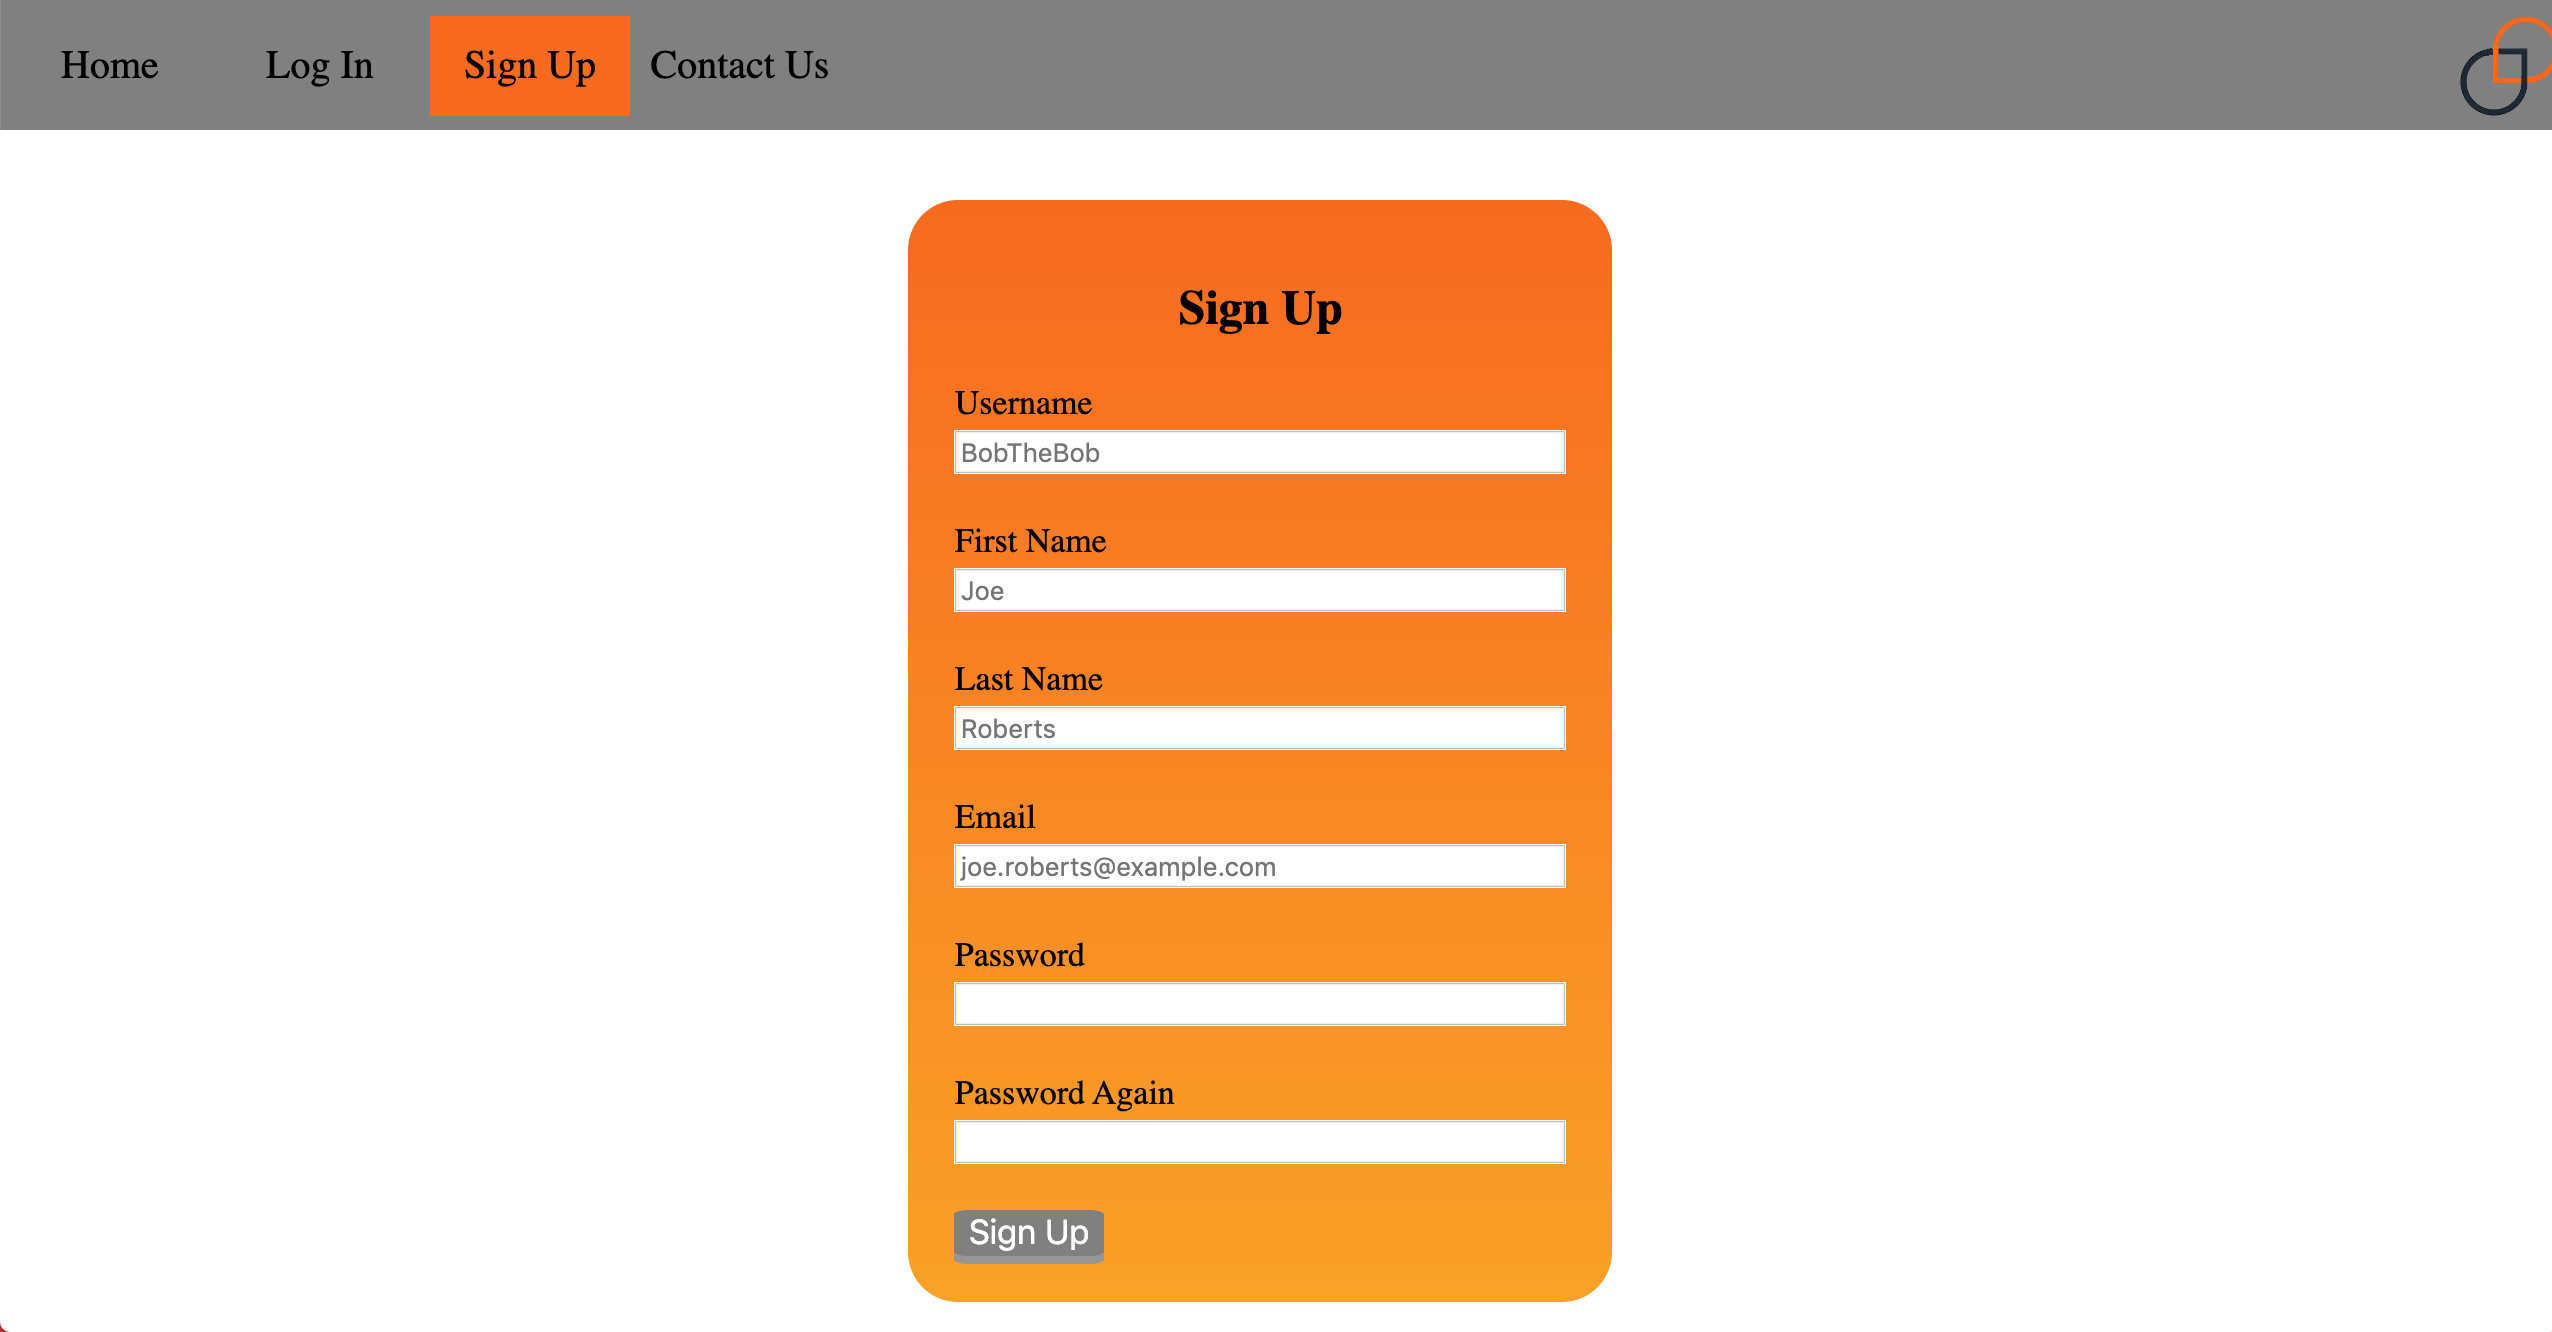 Home Log In Sign Up Contact Us
Sign Up
Username
BobTheBob
First Name
Joe
Last Name
Roberts
Email
joe.roberts@example.com
Password
Password Again
Sign Up